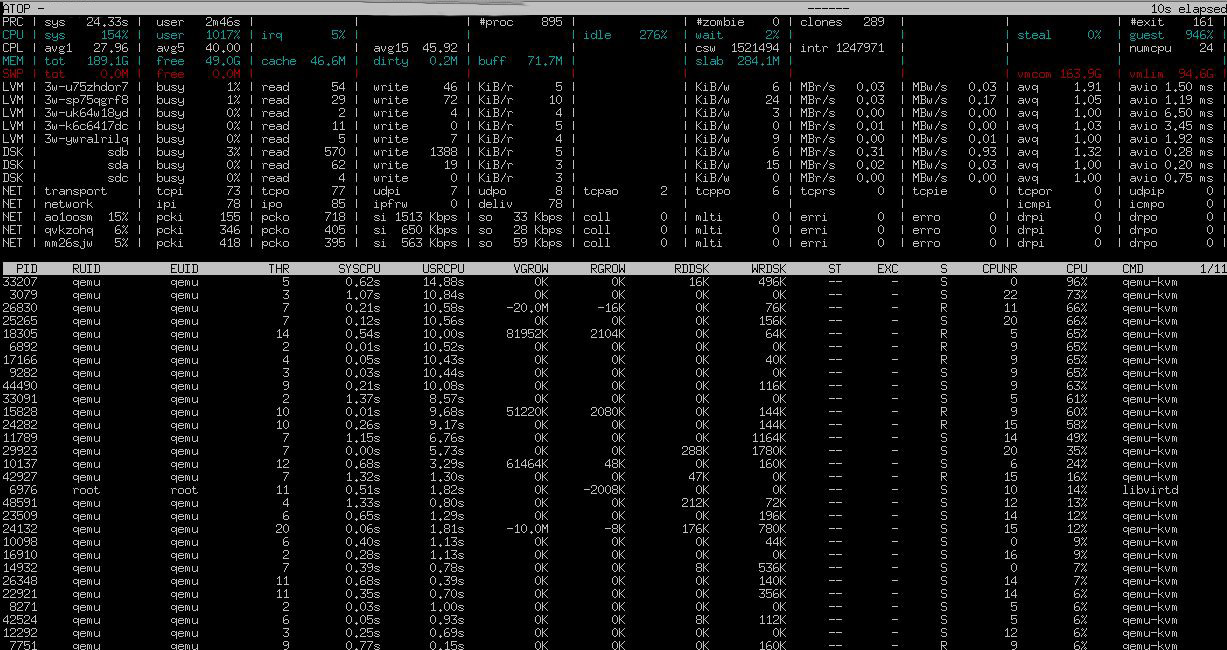 ATOP - ------ 10s elapsed
PRC | sys 24.33s | user 2m46s | | | #proc 895 | | #zombie 0 | clones 289 | | | #exit 161 |
CPU | sys 154% | user 1017% | irq 5% | | | idle 276% | wait 2% | | | steal 0% | guest 946% |
CPL | avg1 27.96 | avg5 40.00 | | avg15 45.92 | | | csw 1521494 | intr 1247971 | | | numcpu 24 |
MEM | tot 189.1G | free 49.0G | cache 46.6M | dirty 0.2M | buff 71.7M | | slab 284.1M | | | | |
SWP | tot 0.0M | free 0.0M | | | | | | | | vmcom 163.9G | vmlim 94.6G |
LVM | 3w-u75zhdor7 | busy 1% | read 54 | write 46 | KiB/r 5 | | KiB/w 6 | MBr/s 0.03 | MBw/s 0.03 | avq 1.91 | avio 1.50 ms |
LVM | 3w-sp75qgrf8 | busy 1% | read 29 | write 72 | KiB/r 10 | | KiB/w 24 | MBr/s 0.03 | MBw/s 0.17 | avq 1.05 | avio 1.19 ms |
LVM | 3w-uk64w18yd | busy 0% | read 2 | write 4 | KiB/r 4 | | KiB/w 3 | MBr/s 0.00 | MBw/s 0.00 | avq 1.00 | avio 6.50 ms |
LVM | 3w-k6c6417dc | busy 0% | read 11 | write 0 | KiB/r 5 | | KiB/w 0 | MBr/s 0.01 | MBw/s 0.00 | avq 1.03 | avio 3.45 ms |
LVM | 3w-ywralrilq | busy 0% | read 5 | write 7 | KiB/r 4 | | KiB/w 9 | MBr/s 0.00 | MBw/s 0.01 | avq 1.00 | avio 1.92 ms |
DSK | sdb | busy 3% | read 570 | write 1388 | KiB/r 5 | | KiB/w 6 | MBr/s 0.31 | MBw/s 0.93 | avq 1.32 | avio 0.28 ms |
DSK | sda | busy 0% | read 62 | write 19 | KiB/r 3 | | KiB/w 15 | MBr/s 0.02 | MBw/s 0.03 | avq 1.00 | avio 0.20 ms |
DSK | sdc | busy 0% | read 4 | write 0 | KiB/r 3 | | KiB/w 0 | MBr/s 0.00 | MBw/s 0.00 | avq 1.00 | avio 0.75 ms |
NET | transport | tcpi 73 | tcpo 77 | udpi 7 | udpo 8 | tcpao 2 | tcppo 6 | tcprs 0 | tcpie 0 | tcpor 0 | udpip 0 |
NET | network | ipi 78 | ipo 85 | ipfrw 0 | deliv 78 | | | | | icmpi 0 | icmpo 0 |
NET | ao1oosm 15% | pcki 155 | pcko 718 | si 1513 Kbps | so 33 Kbps | coll 0 | mlti 0 | erri 0 | erro 0 | drpi 0 | drpo 0 |
NET | qvkzohq 6% | pcki 346 | pcko 405 | si 650 Kbps | so 28 Kbps | coll 0 | mlti 0 | erri 0 | erro 0 | drpi 0 | drpo 0 |
NET | mm26sjw 5% | pcki 418 | pcko 395 | si 563 Kbps | so 59 Kbps | coll 0 | mlti 0 | erri 0 | erro 0 | drpi 0 | drpo 0 |
PID RUID EUID THR SYSCPU USRCPU VGROW RGROW RDDSK WRDSK ST EXC S CPUNR CPU CMD 1/11
33207 qemu qemu 5 0.62s 14.88s 0K 0K 16K 496K -- - S 0 96% qemu-kvm
3079 qemu qemu 3 1.07s 10.84s 0K 0K 0K 0K -- - S 22 73% qemu-kvm
26830 qemu qemu 7 0.21s 10.58s -20.0M -16K 0K 76K -- - R 11 66% qemu-kvm
25265 qemu qemu 7 0.12s 10.56s 0K 0K 0K 156K -- - S 20 66% qemu-kvm
18305 qemu qemu 14 0.54s 10.00s 81952K 2104K 0K 64K -- - R 5 65% qemu-kvm
6892 qemu qemu 2 0.01s 10.52s 0K 0K 0K 0K -- - R 9 65% qemu-kvm
17166 qemu qemu 4 0.05s 10.43s 0K 0K 0K 40K -- - R 9 65% qemu-kvm
9282 qemu qemu 3 0.03s 10.44s 0K 0K 0K 0K -- - S 9 65% qemu-kvm
44490 qemu qemu 9 0.21s 10.08s 0K 0K 0K 116K -- - S 9 63% qemu-kvm
33091 qemu qemu 2 1.37s 8.57s 0K 0K 0K 0K -- - S 5 61% qemu-kvm
15828 qemu qemu 10 0.01s 9.68s 51220K 2080K 0K 144K -- - R 9 60% qemu-kvm
24282 qemu qemu 10 0.26s 9.17s 0K 0K 0K 144K -- - R 15 58% qemu-kvm
11789 qemu qemu 7 1.15s 6.76s 0K 0K 0K 1164K -- - S 14 49% qemu-kvm
29923 qemu qemu 7 0.00s 5.73s 0K 0K 288K 1780K -- - S 20 35% qemu-kvm
10137 qemu qemu 12 0.68s 3.29s 61464K 48K 0K 160K -- - S 6 24% qemu-kvm
42927 qemu qemu 7 1.32s 1.30s 0K 0K 47K 0K -- - R 15 16% qemu-kvm
6976 root root 11 0.51s 1.82s 0K -2008K 0K 0K -- - S 10 14% libvirtd
48591 qemu qemu 4 1.33s 0.80s 0K 0K 212K 72K -- - S 12 13% qemu-kvm
23509 qemu qemu 6 0.65s 1.29s 0K 0K 0K 196K -- - S 14 12% qemu-kvm
24132 qemu qemu 20 0.06s 1.81s -10.0M -8K 176K 780K -- - R 15 12% qemu-kvm
10098 qemu qemu 6 0.40s 1.13s 0K 0K 0K 44K -- - S 0 9% qemu-kvm
16910 qemu qemu 2 0.28s 1.13s 0K 0K 0K 0K -- - S 16 9% qemu-kvm
14932 qemu qemu 7 0.39s 0.78s 0K 0K 8K 536K -- - S 0 7% qemu-kvm
26348 qemu qemu 11 0.68s 0.39s 0K 0K 0K 140K -- - S 14 7% qemu-kvm
22921 qemu qemu 11 0.35s 0.70s 0K 0K 0K 356K -- - S 14 6% qemu-kvm
8271 qemu qemu 2 0.03s 1.00s 0K 0K 0K 0K -- - S 5 6% qemu-kvm
42524 qemu qemu 6 0.05s 0.93s 0K 0K 8K 112K -- - S 5 6% qemu-kvm
12292 qemu qemu 3 0.25s 0.69s 0K 0K 0K 0K -- - S 12 6% qemu-kvm
7751 qemu qemu 9 0.77s 0.15s 0K 0K 0K 160K -- - R 9 6% qemu-kvm